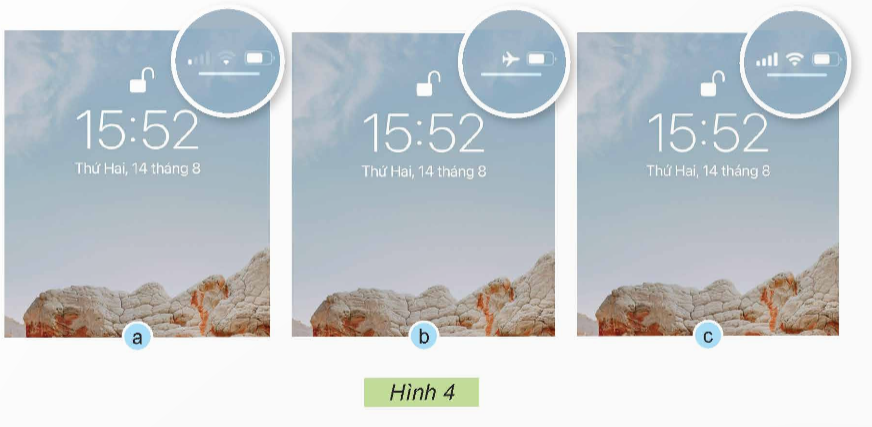 15:52
Thứ Hai, 14 tháng 8
a
15:52
Thứ Hai, 14 tháng 8
b
15:52
Thứ Hai, 14 tháng 8
c
Hình 4